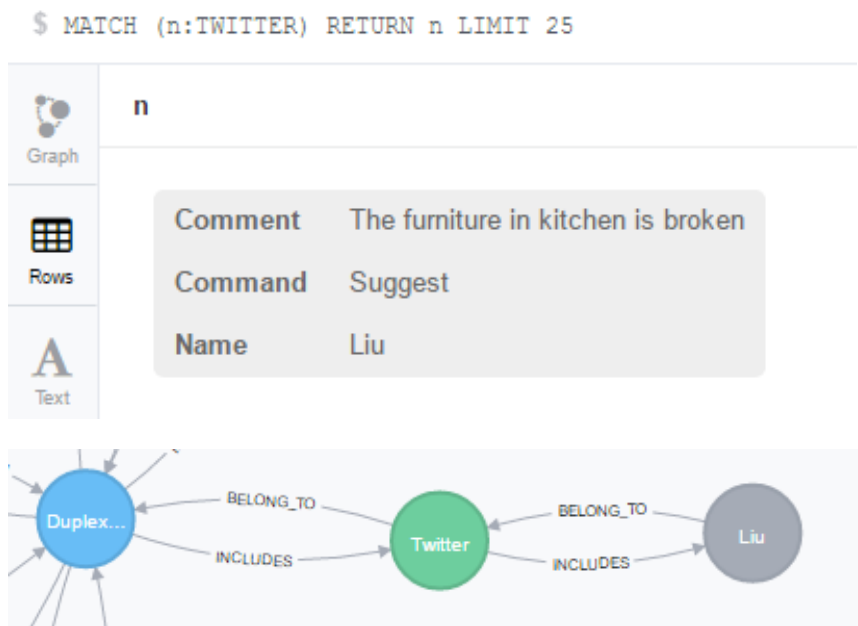 $ MATCH (n:TWITTER) RETURN n LIMIT 25
Graph
n
Rows
Comment The furniture in kitchen is broken
Command Suggest
Name Liu
Text
Duplex...
BELONG_TO
INCLUDES
Twitter
BELONG_TO
INCLUDES
Liu